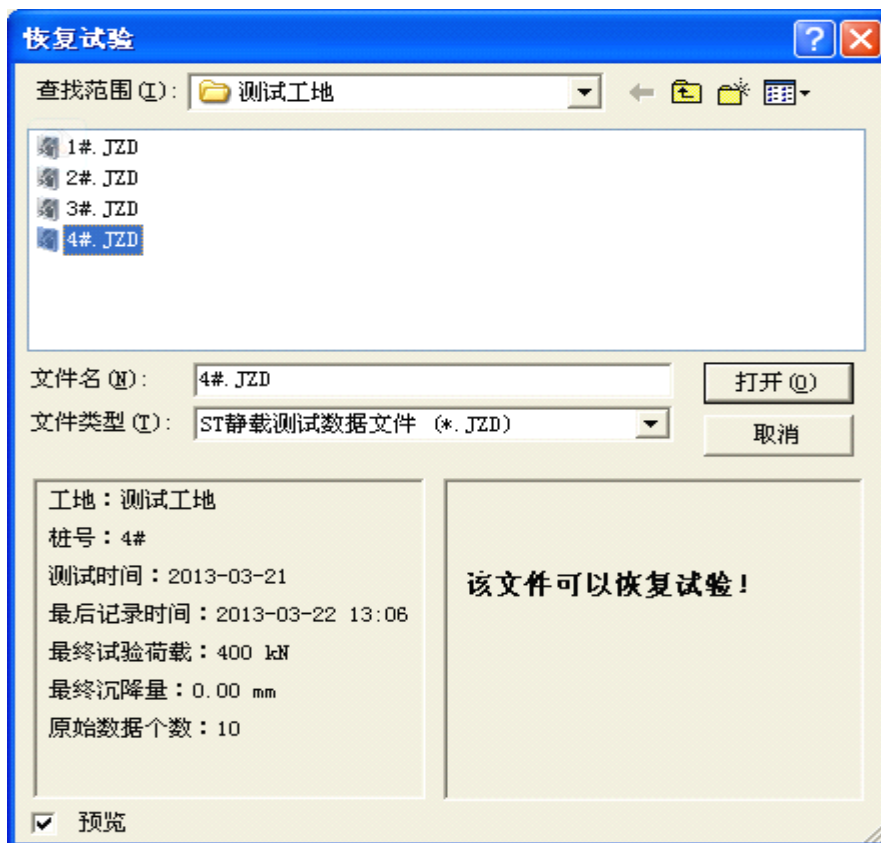 恢复试验
查找范围(I): 测试工地
1#.JZD
2#.JZD
3#.JZD
4#.JZD
文件名(N): 4#.JZD 打开(O)
文件类型(T): ST静载测试数据文件 (*.JZD) 取消
工地：测试工地
桩号：4#
测试时间：2013-03-21
最后记录时间：2013-03-22 13:06
最终试验荷载：400 kN
最终沉降量：0.00 mm
原始数据个数：10
该文件可以恢复试验！
预览